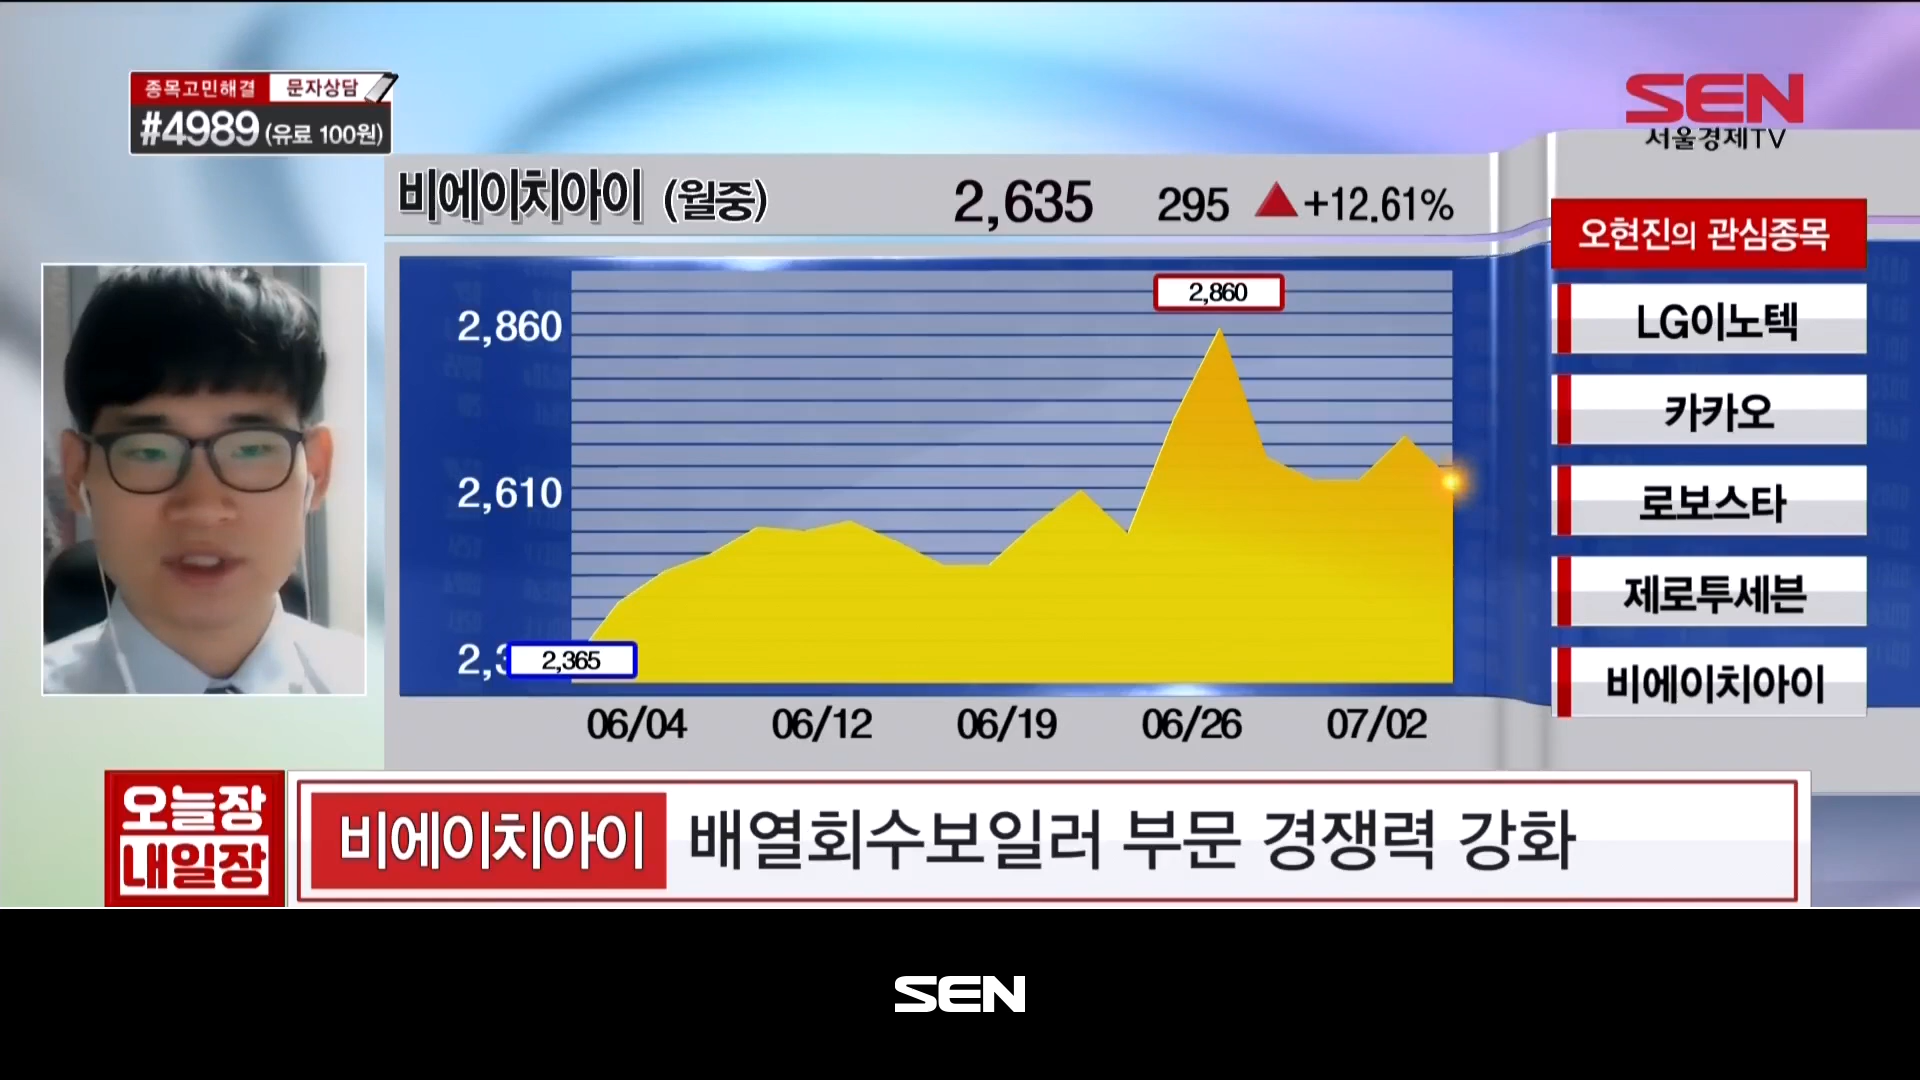 종목고민해결 문자상담
#4989 (유료 100원)
SEN
서울경제TV
비에이치아이 (월중) 2,635 295 ▲+12.61%
오현진의 관심종목
LG이노텍
카카오
로보스타
제로투세븐
비에이치아이
2,860
2,860
2,610
2,365
06/04 06/12 06/19 06/26 07/02
오늘장
내일장
비에이치아이 배열회수보일러 부문 경쟁력 강화
SEN